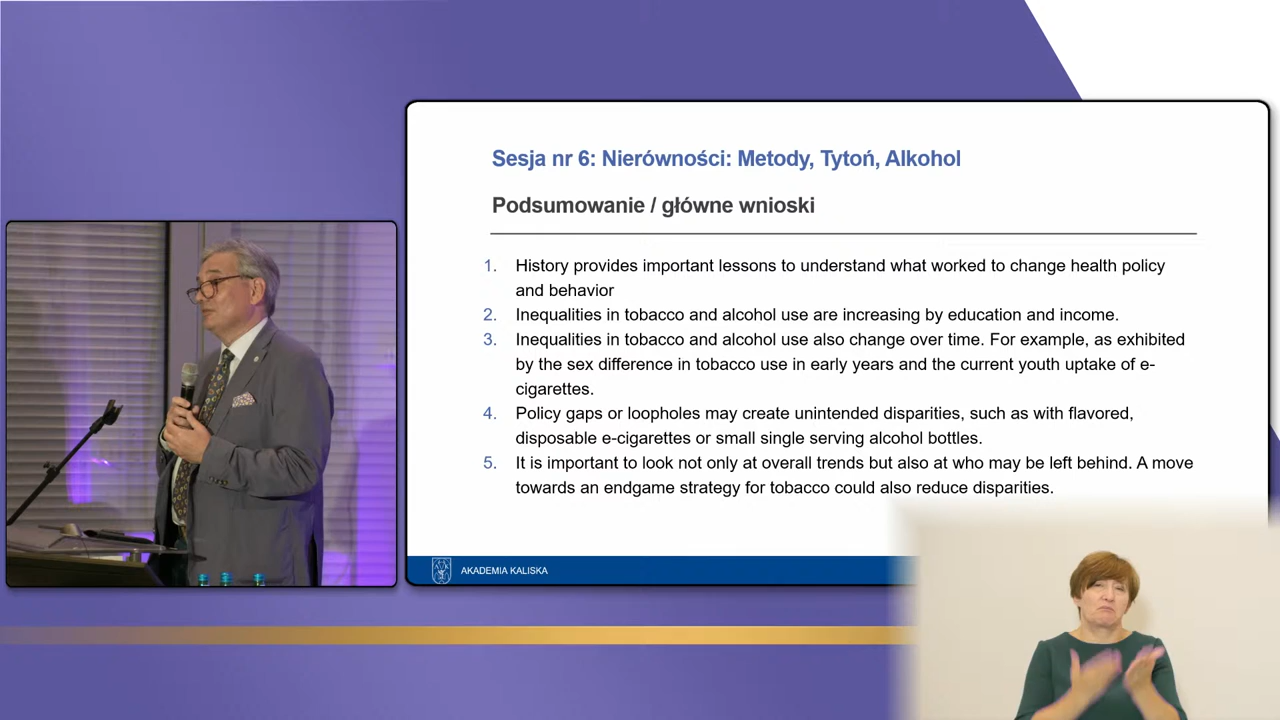 Sesja nr 6: Nierówności: Metody, Tytoń, Alkohol
Podsumowanie / główne wnioski
1. History provides important lessons to understand what worked to change health policy
and behavior
2. Inequalities in tobacco and alcohol use are increasing by education and income.
3. Inequalities in tobacco and alcohol use also change over time. For example, as exhibited
by the sex difference in tobacco use in early years and the current youth uptake of e-
cigarettes.
4. Policy gaps or loopholes may create unintended disparities, such as with flavored,
disposable e-cigarettes or small single serving alcohol bottles.
5. It is important to look not only at overall trends but also at who may be left behind. A move
towards an endgame strategy for tobacco could also reduce disparities.
AKADEMIA KALISKA